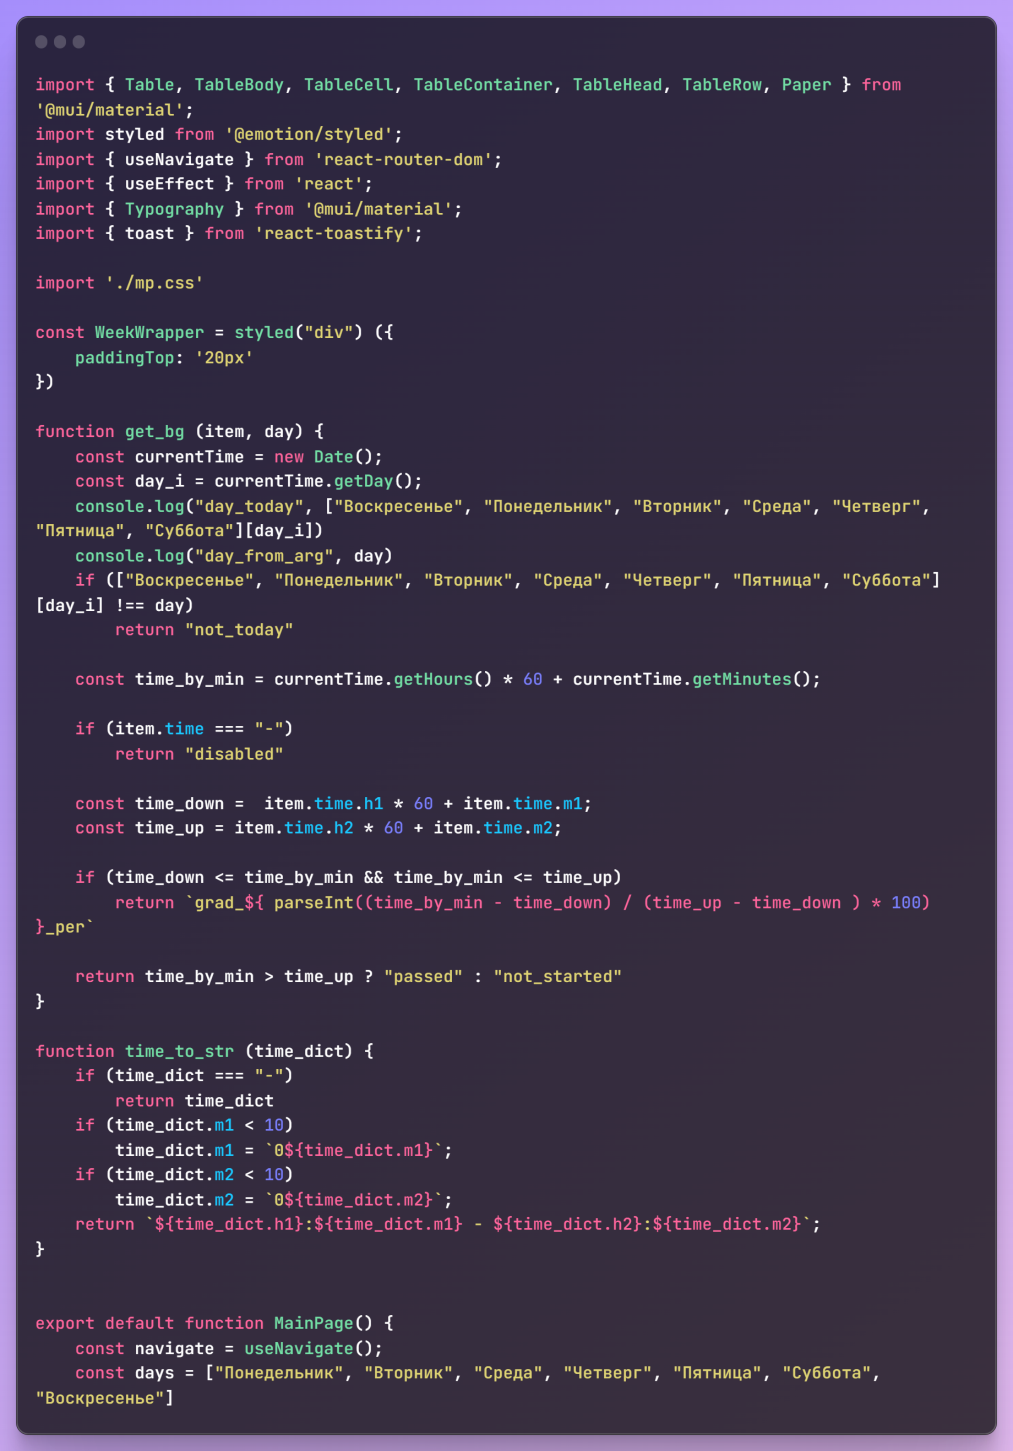 import { Table, TableBody, TableCell, TableContainer, TableHead, TableRow, Paper } from
'@mui/material';
import styled from '@emotion/styled';
import { useNavigate } from 'react-router-dom';
import { useEffect } from 'react';
import { Typography } from '@mui/material';
import { toast } from 'react-toastify';

import './mp.css'

const WeekWrapper = styled("div") ({
    paddingTop: '20px'
})

function get_bg (item, day) {
    const currentTime = new Date();
    const day_i = currentTime.getDay();
    console.log("day_today", ["Воскресенье", "Понедельник", "Вторник", "Среда", "Четверг",
"Пятница", "Суббота"][day_i])
    console.log("day_from_arg", day)
    if (["Воскресенье", "Понедельник", "Вторник", "Среда", "Четверг", "Пятница", "Суббота"]
[day_i] !== day)
        return "not_today"

    const time_by_min = currentTime.getHours() * 60 + currentTime.getMinutes();

    if (item.time === "-")
        return "disabled"

    const time_down =  item.time.h1 * 60 + item.time.m1;
    const time_up = item.time.h2 * 60 + item.time.m2;

    if (time_down <= time_by_min && time_by_min <= time_up)
        return `grad_${ parseInt((time_by_min - time_down) / (time_up - time_down ) * 100)
}_per`

    return time_by_min > time_up ? "passed" : "not_started"
}

function time_to_str (time_dict) {
    if (time_dict === "-")
        return time_dict
    if (time_dict.m1 < 10)
        time_dict.m1 = `0${time_dict.m1}`;
    if (time_dict.m2 < 10)
        time_dict.m2 = `0${time_dict.m2}`;
    return `${time_dict.h1}:${time_dict.m1} - ${time_dict.h2}:${time_dict.m2}`;
}


export default function MainPage() {
    const navigate = useNavigate();
    const days = ["Понедельник", "Вторник", "Среда", "Четверг", "Пятница", "Суббота",
"Воскресенье"]